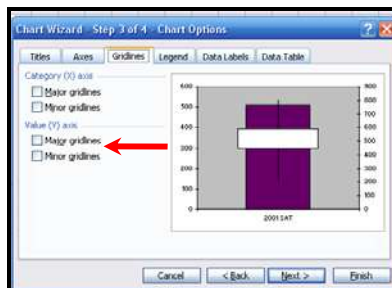 Chart Wizard - Step 3 of 4 - Chart Options
Titles Axes Gridlines Legend Data Labels Data Table
Category (X) axis
Major gridlines
Minor gridlines
Value (Y) axis
Major gridlines
Minor gridlines
600
500
400
300
200
100
0
900
800
700
600
500
400
300
200
100
0
2001 SAT
Cancel < Back Next > Finish